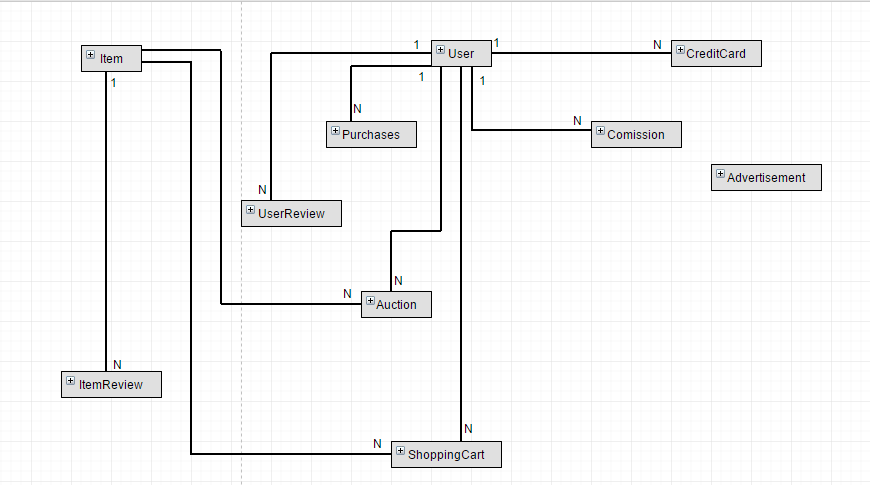 1
User
1
N
CreditCard
Item
1
1
1
N
Purchases
N
Comission
Advertisement
N
UserReview
N
N
Auction
N
ItemReview
N
N
ShoppingCart